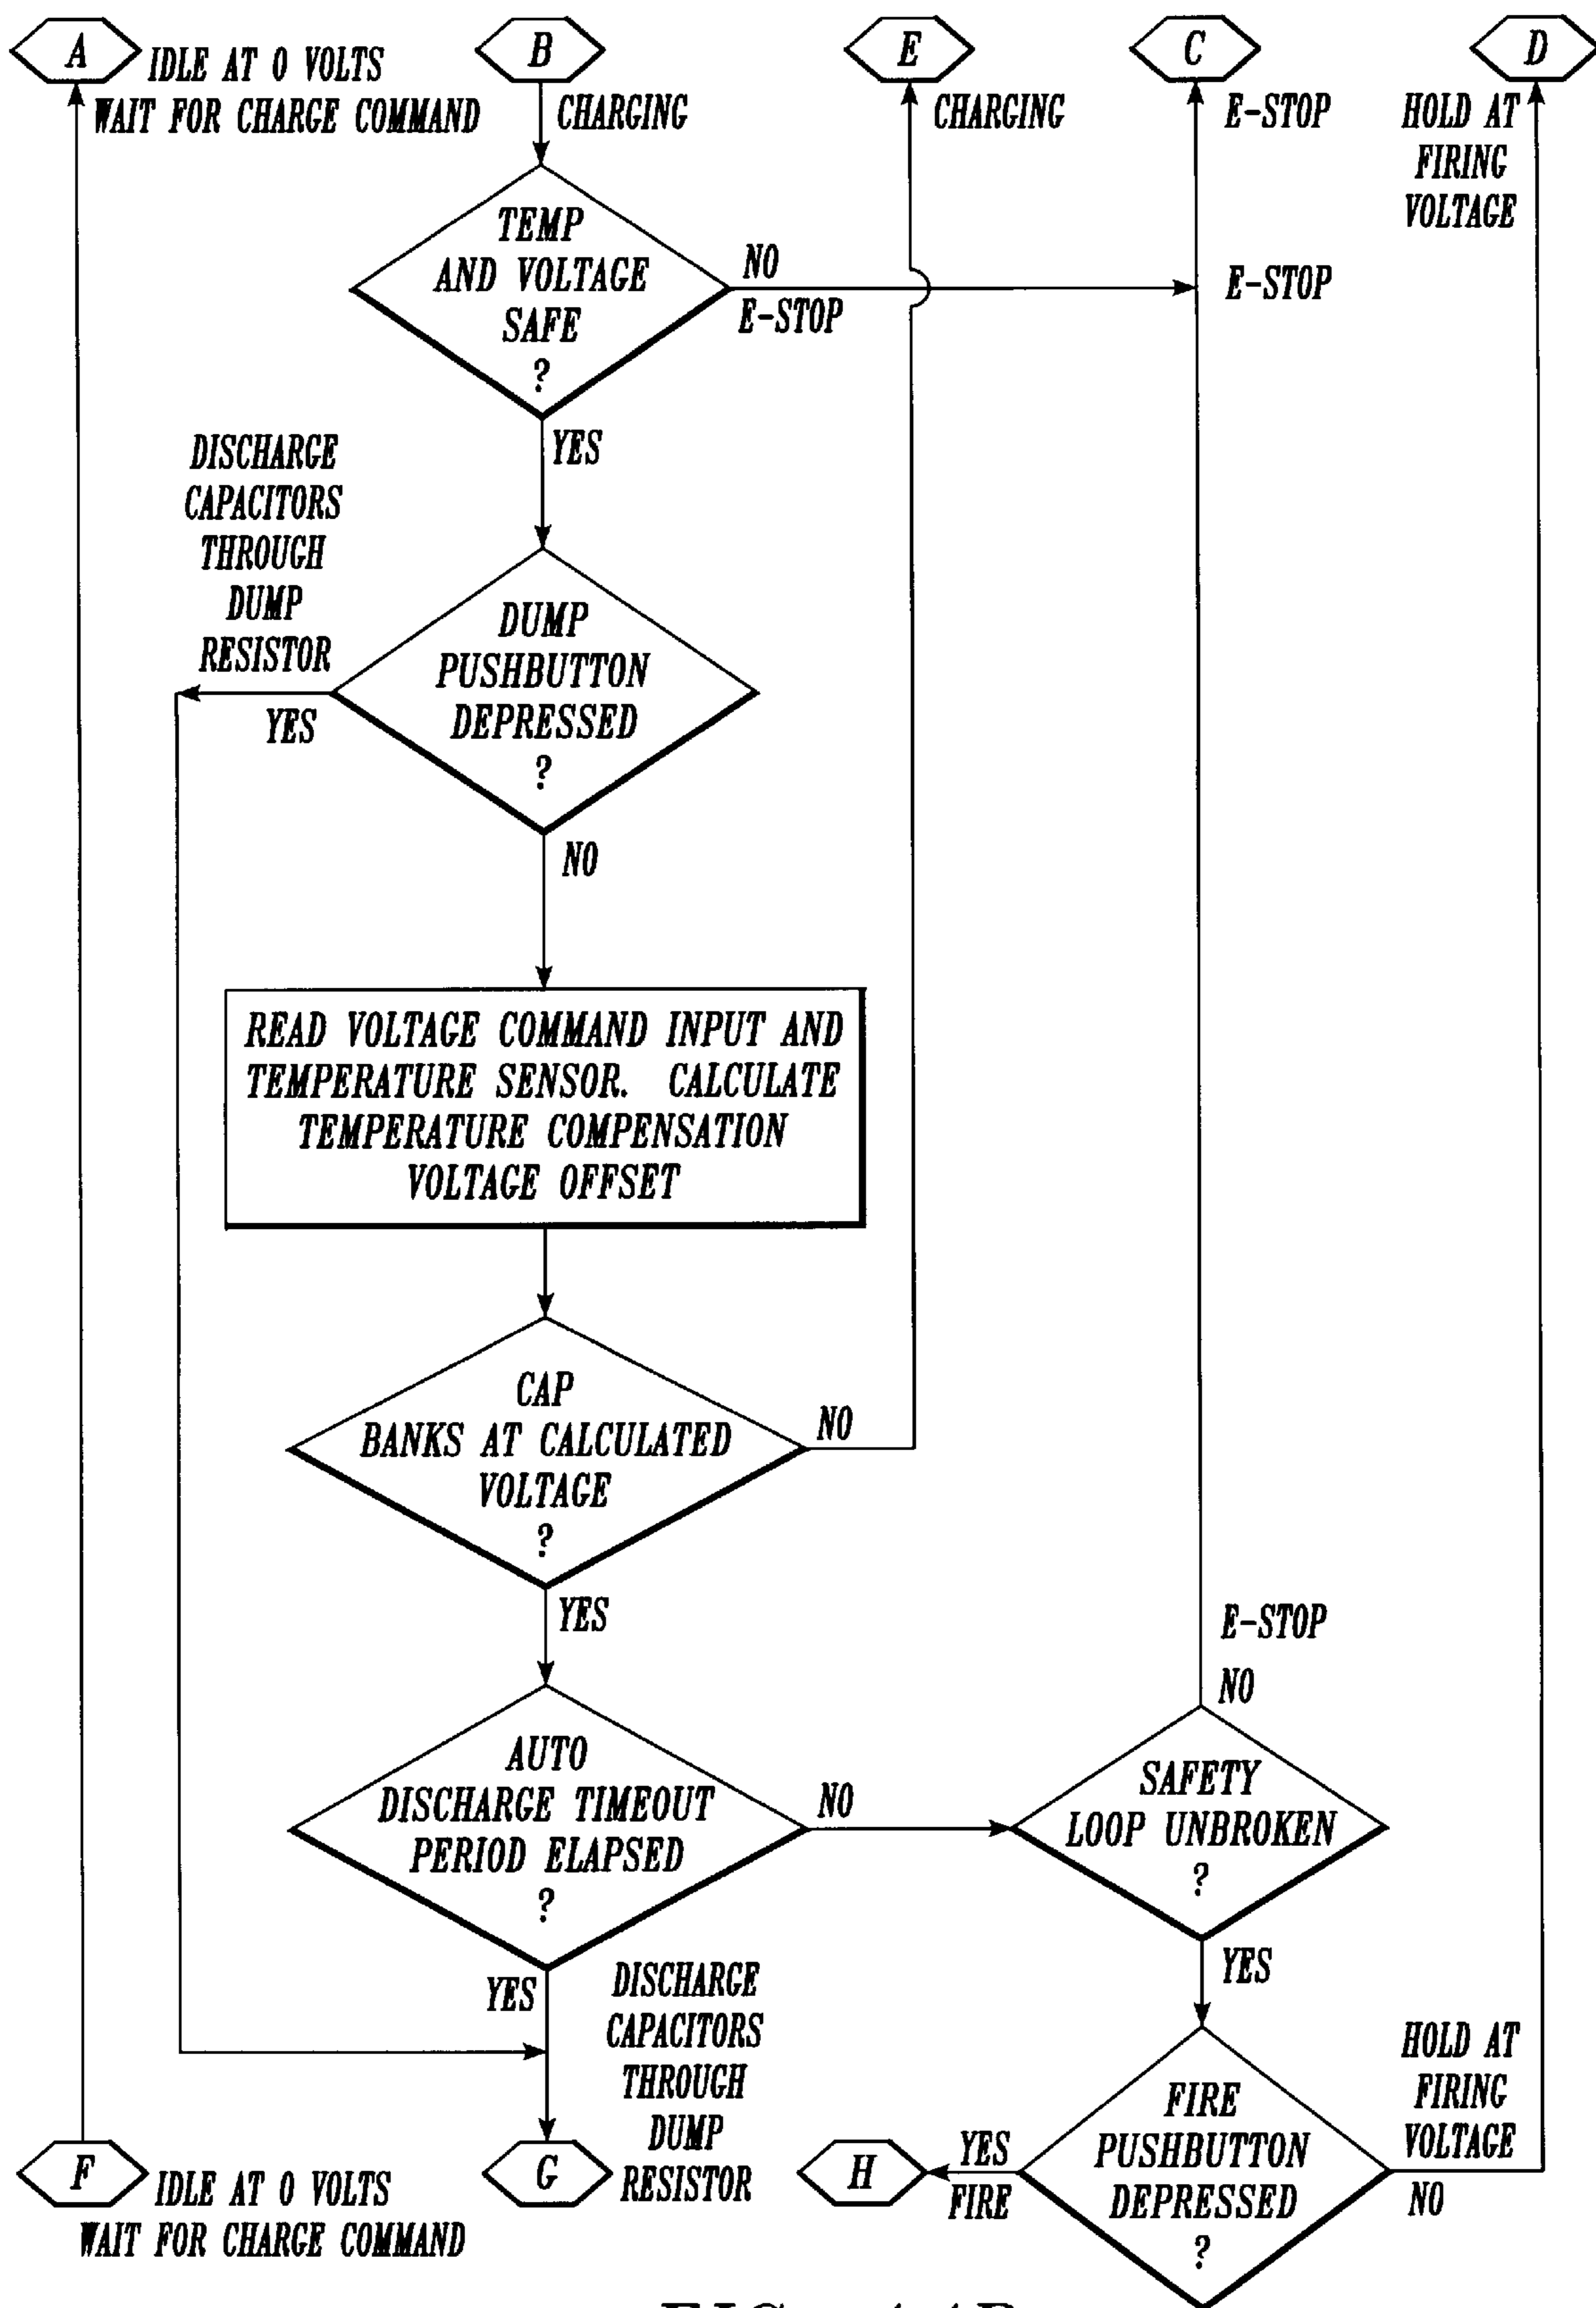 A
IDLE AT 0 VOLTS
WAIT FOR CHARGE COMMAND
B
CHARGING
E
CHARGING
C
E-STOP
D
HOLD AT
FIRING
VOLTAGE
TEMP
AND VOLTAGE
SAFE
?
NO
E-STOP
E-STOP
YES
DISCHARGE
CAPACITORS
THROUGH
DUMP
RESISTOR
YES
DUMP
PUSHBUTTON
DEPRESSED
?
NO
READ VOLTAGE COMMAND INPUT AND
TEMPERATURE SENSOR. CALCULATE
TEMPERATURE COMPENSATION
VOLTAGE OFFSET
CAP
BANKS AT CALCULATED
VOLTAGE
?
NO
YES
AUTO
DISCHARGE TIMEOUT
PERIOD ELAPSED
?
NO
E-STOP
NO
SAFETY
LOOP UNBROKEN
?
YES
YES
DISCHARGE
CAPACITORS
THROUGH
DUMP
RESISTOR
F
IDLE AT 0 VOLTS
WAIT FOR CHARGE COMMAND
G
H
YES
FIRE
FIRE
PUSHBUTTON
DEPRESSED
?
HOLD AT
FIRING
VOLTAGE
NO